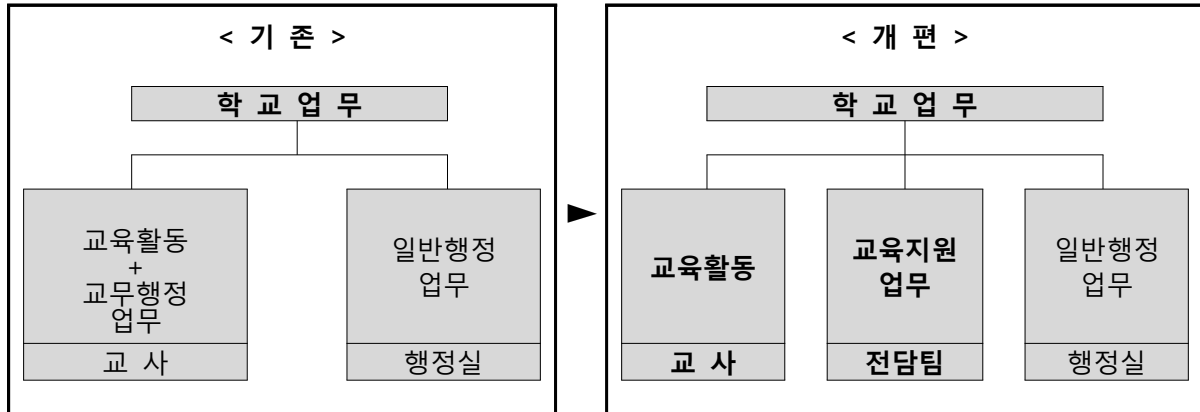 < 기 존 >
학 교 업 무
교육활동
+
교무행정
업무
교 사
일반행정
업무
행정실
►
< 개 편 >
학 교 업 무
교육활동
교 사
교육지원
업무
전담팀
일반행정
업무
행정실